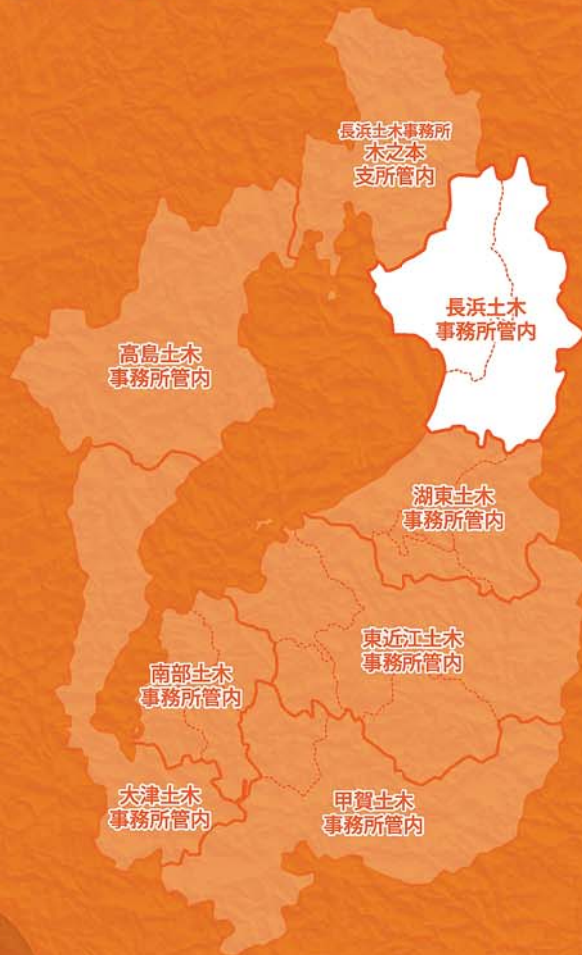 長浜土木事務所
木之本
支所管内
長浜土木
事務所管内
高島土木
事務所管内
湖東土木
事務所管内
東近江土木
事務所管内
南部土木
事務所管内
大津土木
事務所管内
甲賀土木
事務所管内